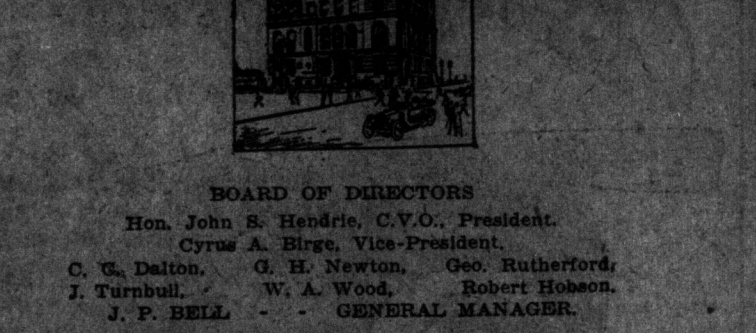 BOARD OF DIRECTORS
Hon. John S. Hendrie, C.V.O., President.
Cyrus A. Birge, Vice-President.
C. C. Dalton, G. H. Newton, Geo. Rutherford,
J. Turnbull, W. A. Wood, Robert Hobson.
J. P. BELL - - GENERAL MANAGER.